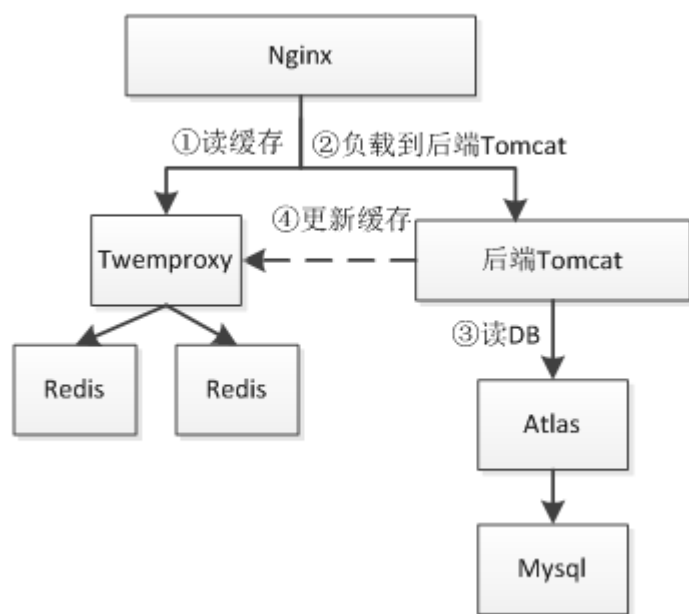 Nginx
①读缓存
②负载到后端Tomcat
Twemproxy
④更新缓存
后端Tomcat
③读DB
Redis
Redis
Atlas
Mysql